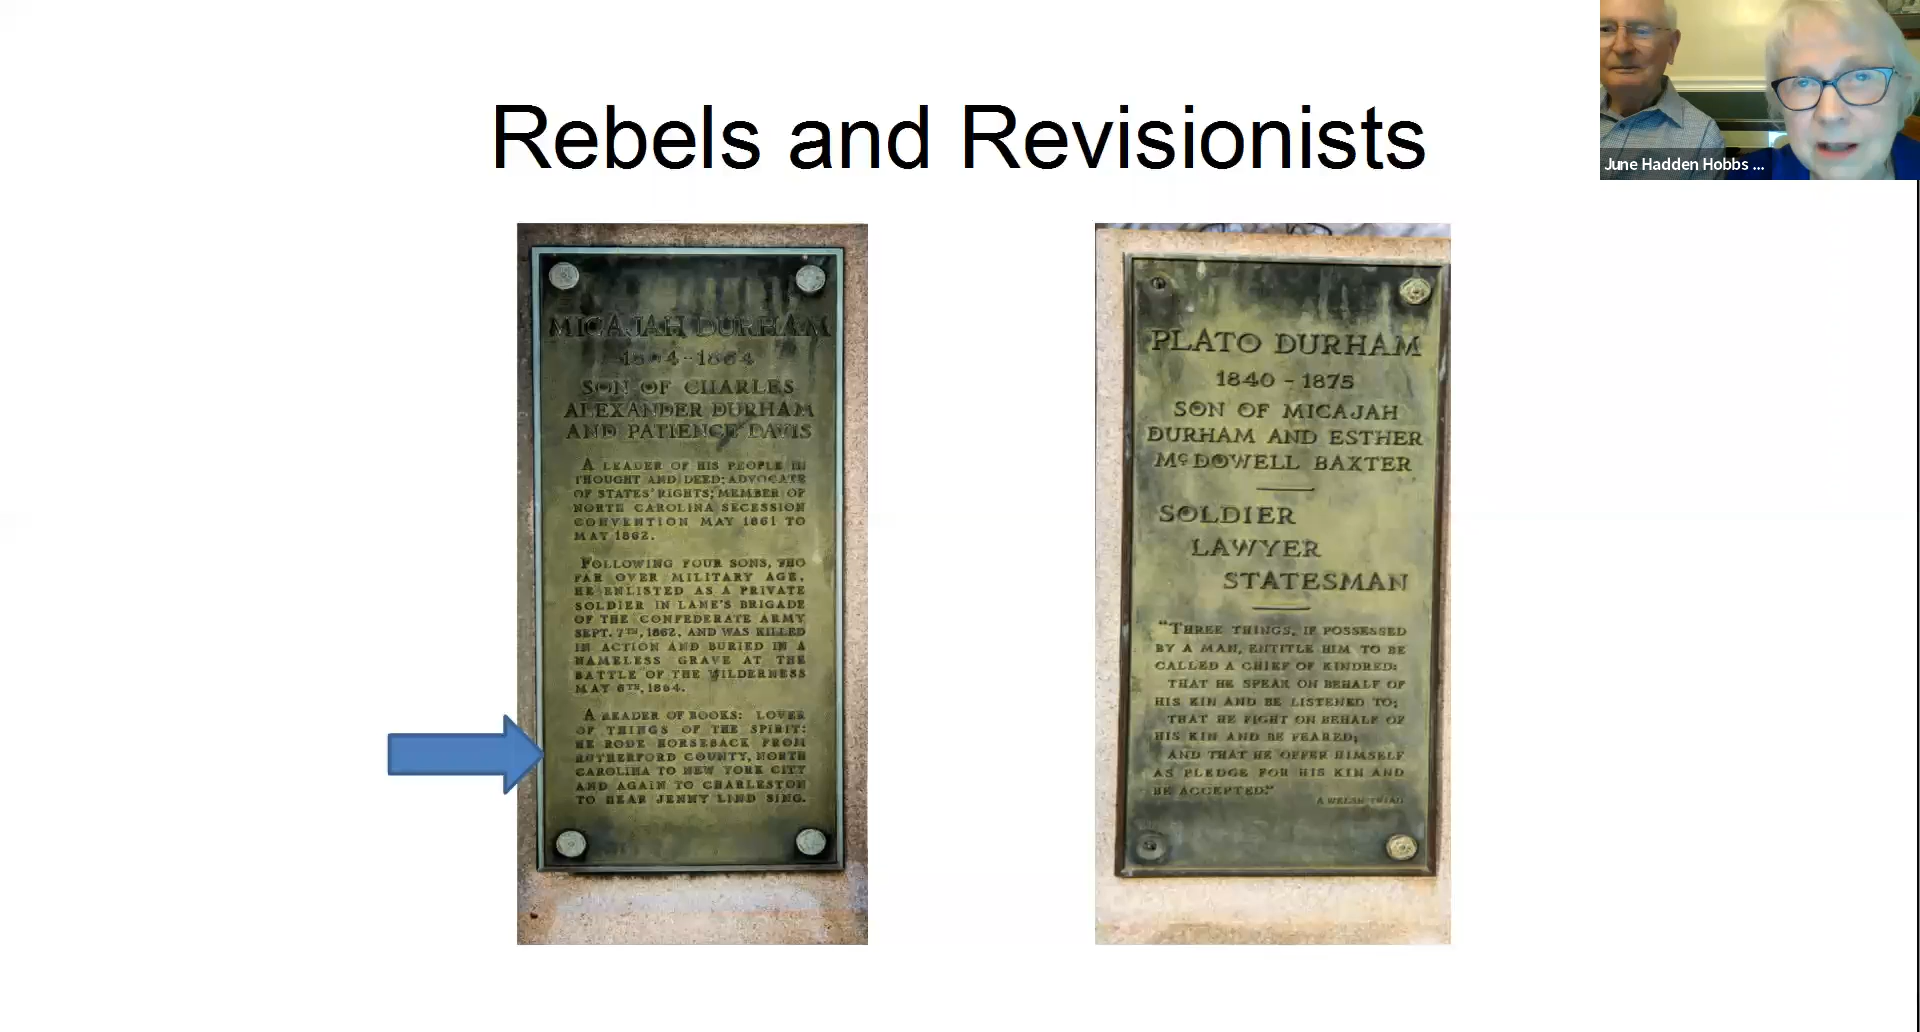 Rebels and Revisionists
June Hadden Hobbs ...
MICAJAH DURHAM
1804-1864
SON OF CHARLES
ALEXANDER DURHAM
AND PATIENCE DAVIS
A LEADER OF HIS PEOPLE IN
THOUGHT AND DEED; ADVOCATE
OF STATES' RIGHTS; MEMBER OF
NORTH CAROLINA SECESSION
CONVENTION MAY 1861 TO
MAY 1862.
FOLLOWING FOUR SONS, THO
FAR OVER MILITARY AGE,
HE ENLISTED AS A PRIVATE
SOLDIER IN LANE'S BRIGADE
OF THE CONFEDERATE ARMY
SEPT. 7TH, 1862, AND WAS KILLED
IN ACTION AND BURIED IN A
NAMELESS GRAVE AT THE
BATTLE OF THE WILDERNESS
MAY 6TH, 1864.
A READER OF BOOKS: LOVER
OF THINGS OF THE SPIRIT:
HE RODE HORSEBACK FROM
RUTHERFORD COUNTY, NORTH
CAROLINA TO NEW YORK CITY
AND AGAIN TO CHARLESTON
TO HEAR JENNY LIND SING.
PLATO DURHAM
1840 - 1875
SON OF MICAJAH
DURHAM AND ESTHER
McDOWELL BAXTER
SOLDIER
LAWYER
STATESMAN
"THREE THINGS, IF POSSESSED
BY A MAN, ENTITLE HIM TO BE
CALLED A CHIEF OF KINDRED:
THAT HE SPEAK ON BEHALF OF
HIS KIN AND BE LISTENED TO;
THAT HE FIGHT ON BEHALF OF
HIS KIN AND BE FEARED;
AND THAT HE OFFER HIMSELF
AS PLEDGE FOR HIS KIN AND
BE ACCEPTED."
A WELSH TRIAD